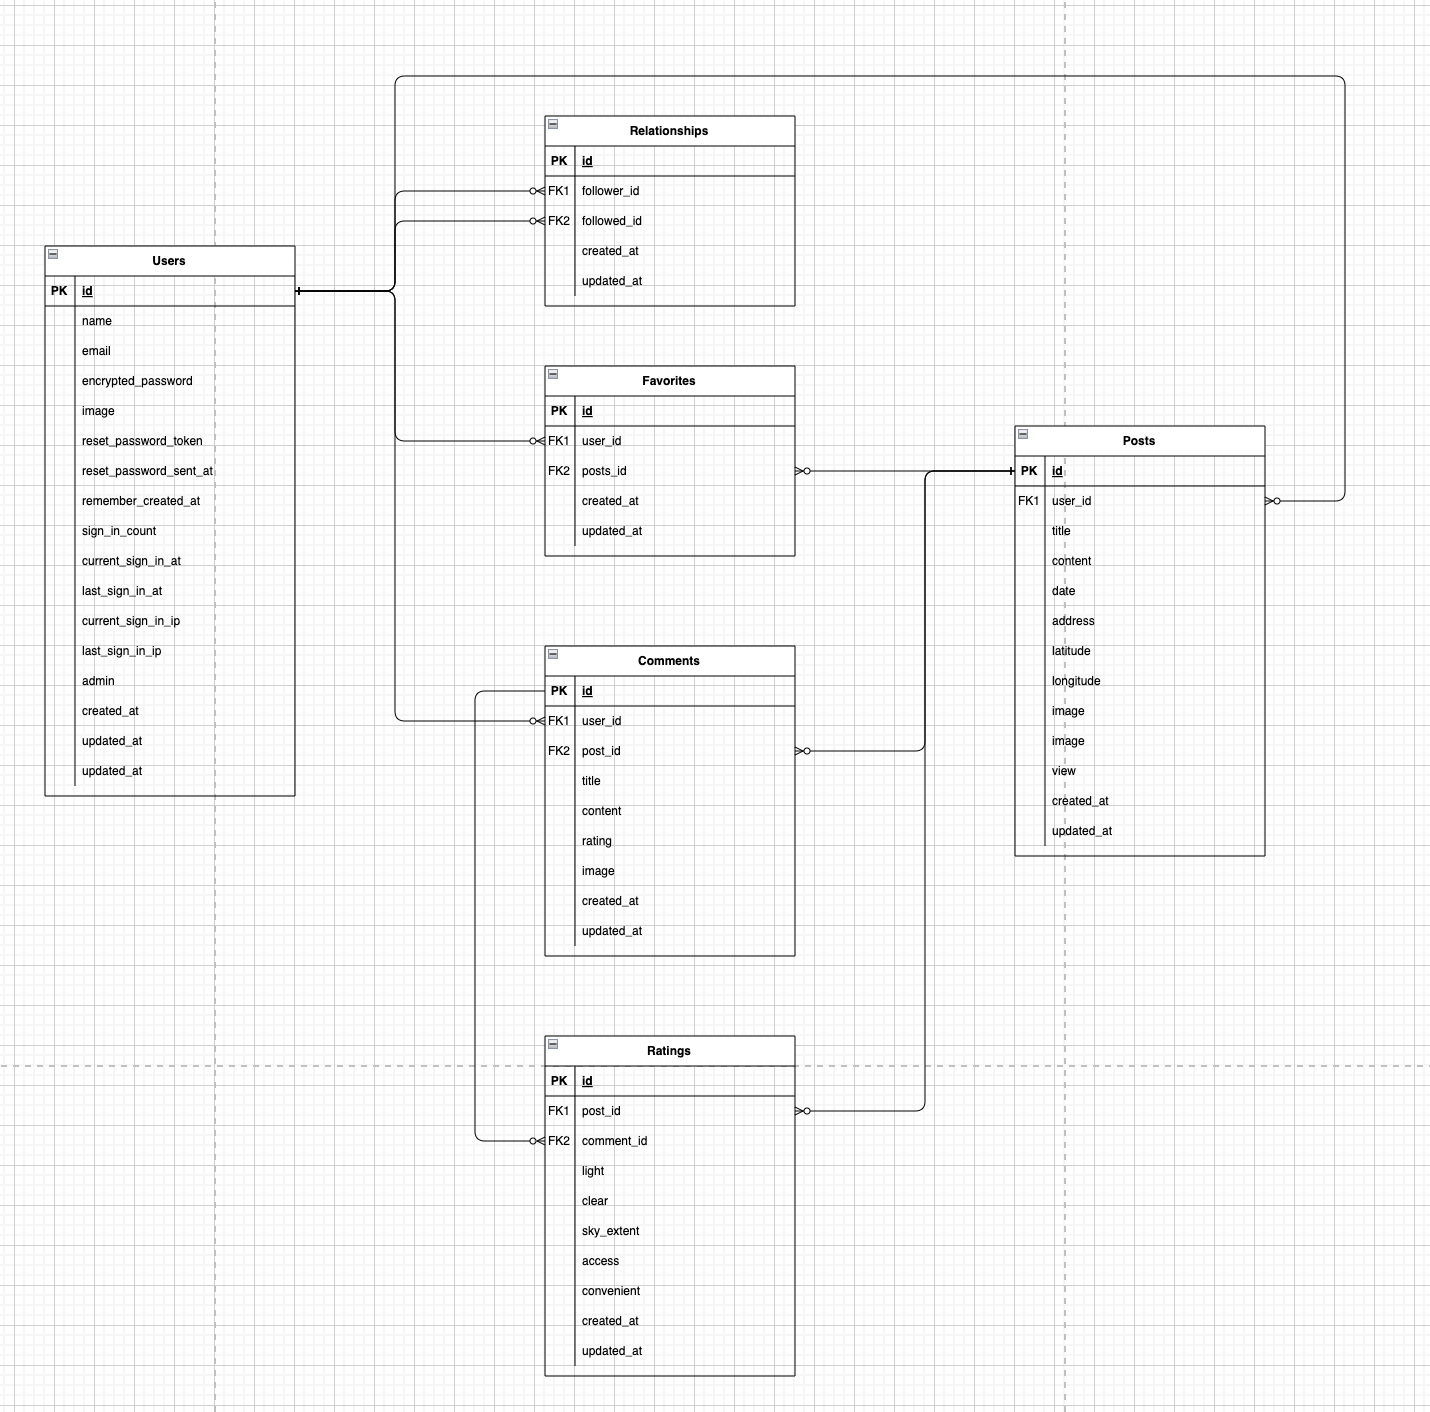 Relationships
PK id
FK1 follower_id
FK2 followed_id
created_at
updated_at
Users
PK id
name
email
encrypted_password
image
reset_password_token
reset_password_sent_at
remember_created_at
sign_in_count
current_sign_in_at
last_sign_in_at
current_sign_in_ip
last_sign_in_ip
admin
created_at
updated_at
updated_at
Favorites
PK id
FK1 user_id
FK2 posts_id
created_at
updated_at
Posts
PK id
FK1 user_id
title
content
date
address
latitude
longitude
image
image
view
created_at
updated_at
Comments
PK id
FK1 user_id
FK2 post_id
title
content
rating
image
created_at
updated_at
Ratings
PK id
FK1 post_id
FK2 comment_id
light
clear
sky_extent
access
convenient
created_at
updated_at